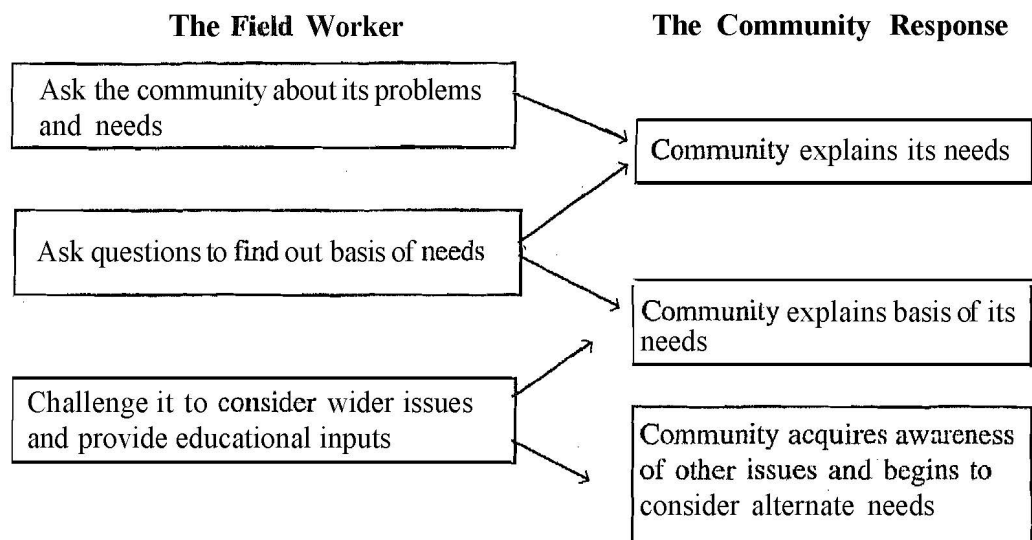 The Field Worker
The Community Response
Ask the community about its problems
and needs
Community explains its needs
Ask questions to find out basis of needs
Community explains basis of its
needs
Challenge it to consider wider issues
and provide educational inputs
Community acquires awareness
of other issues and begins to
consider alternate needs